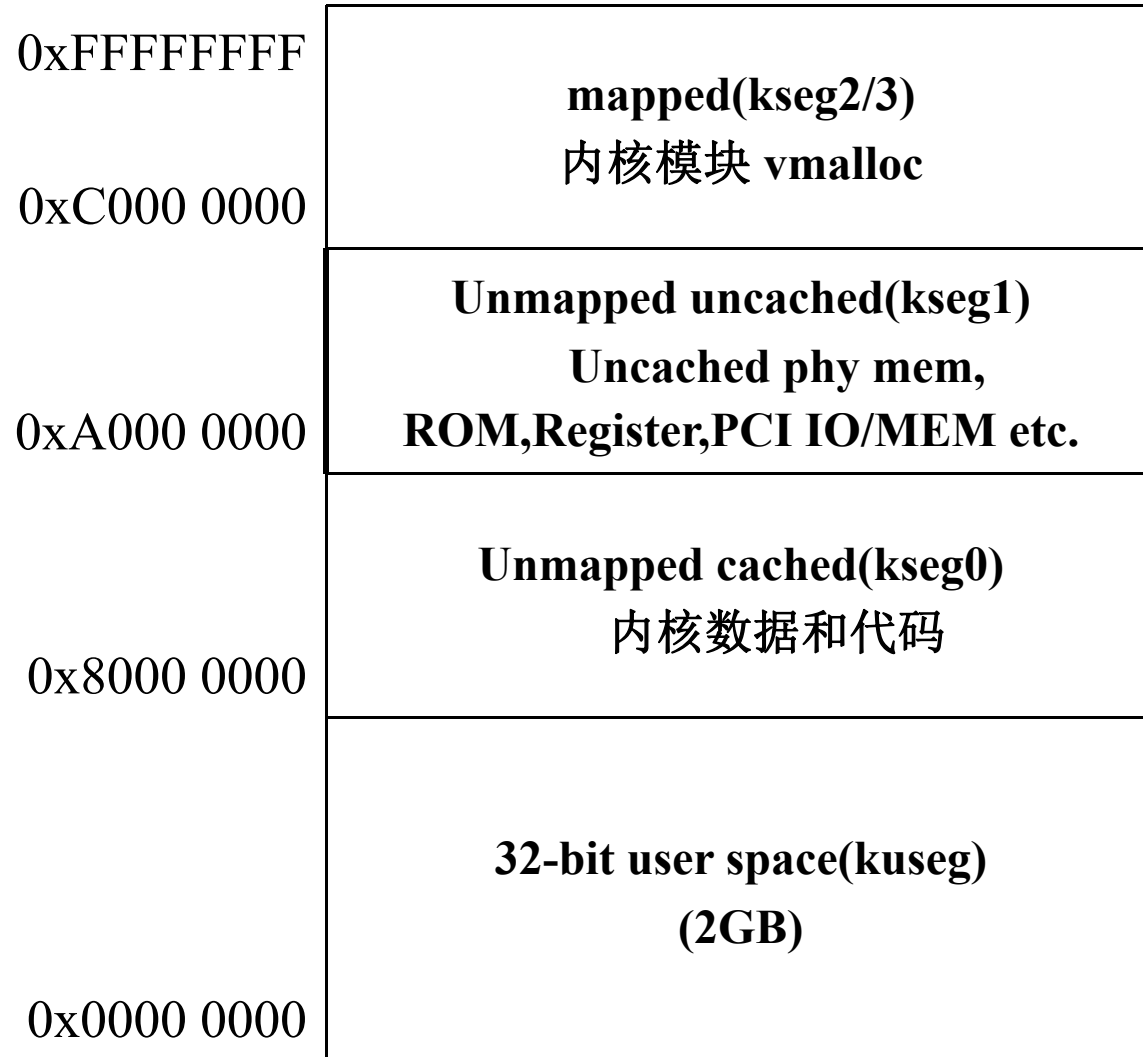 0xFFFFFFFF
mapped(kseg2/3)
内核模块 vmalloc
0xC000 0000
Unmapped uncached(kseg1)
Uncached phy mem,
0xA000 0000
ROM,Register,PCI IO/MEM etc.
Unmapped cached(kseg0)
内核数据和代码
0x8000 0000
32-bit user space(kuseg)
(2GB)
0x0000 0000